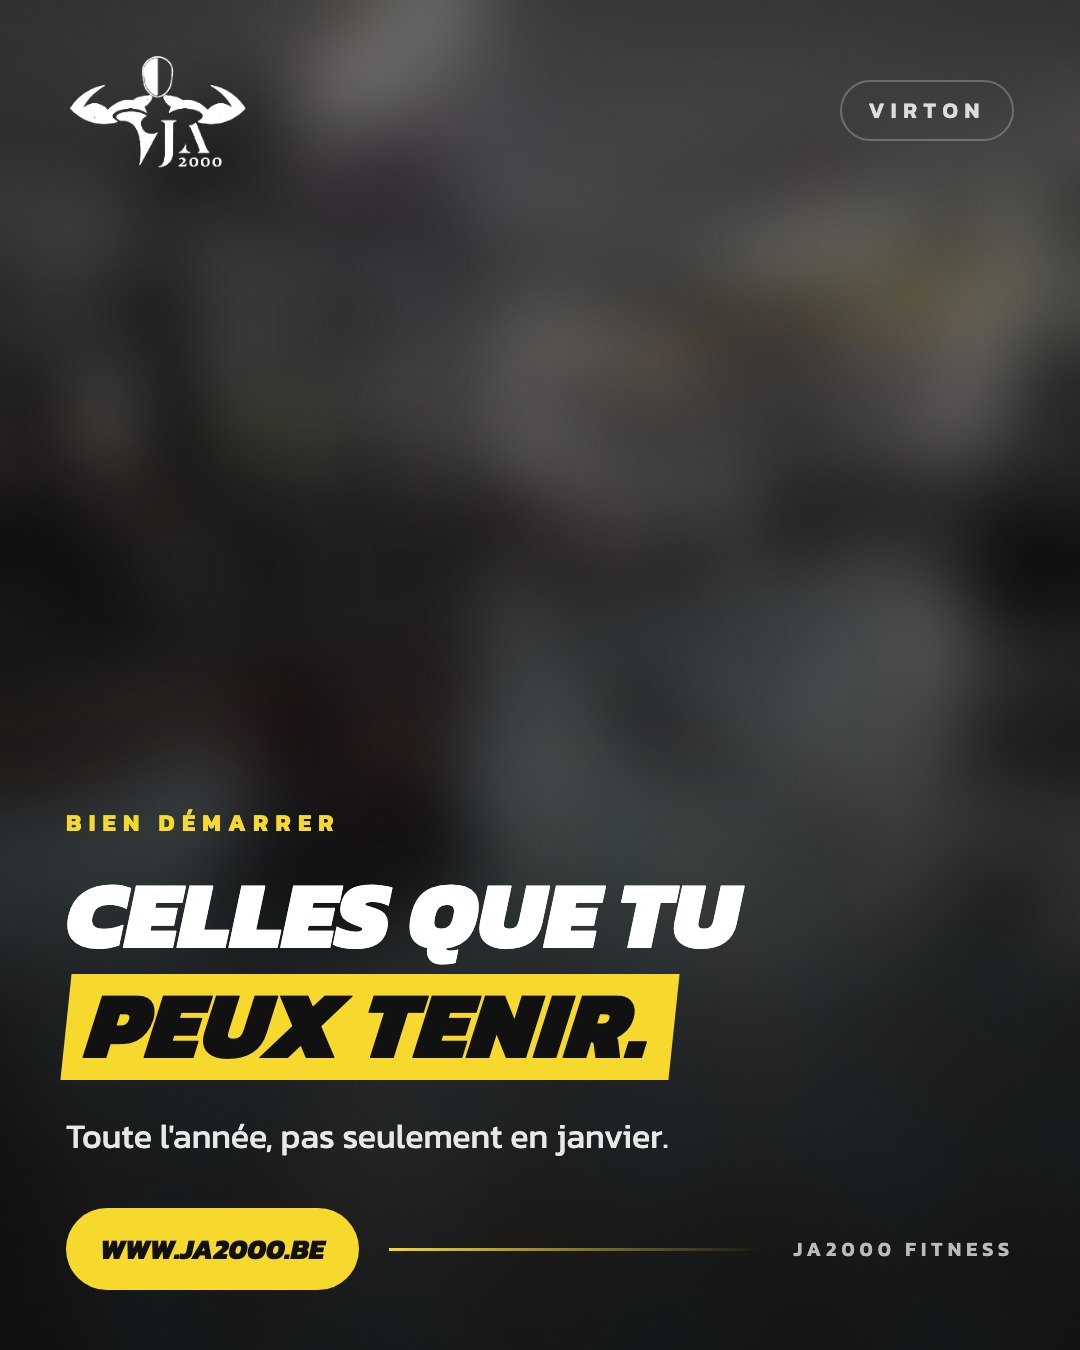 JA
2000
VIRTON
BIEN DÉMARRER
CELLES QUE TU
PEUX TENIR.
Toute l'année, pas seulement en janvier.
WWW.JA2000.BE
JA2000 FITNESS